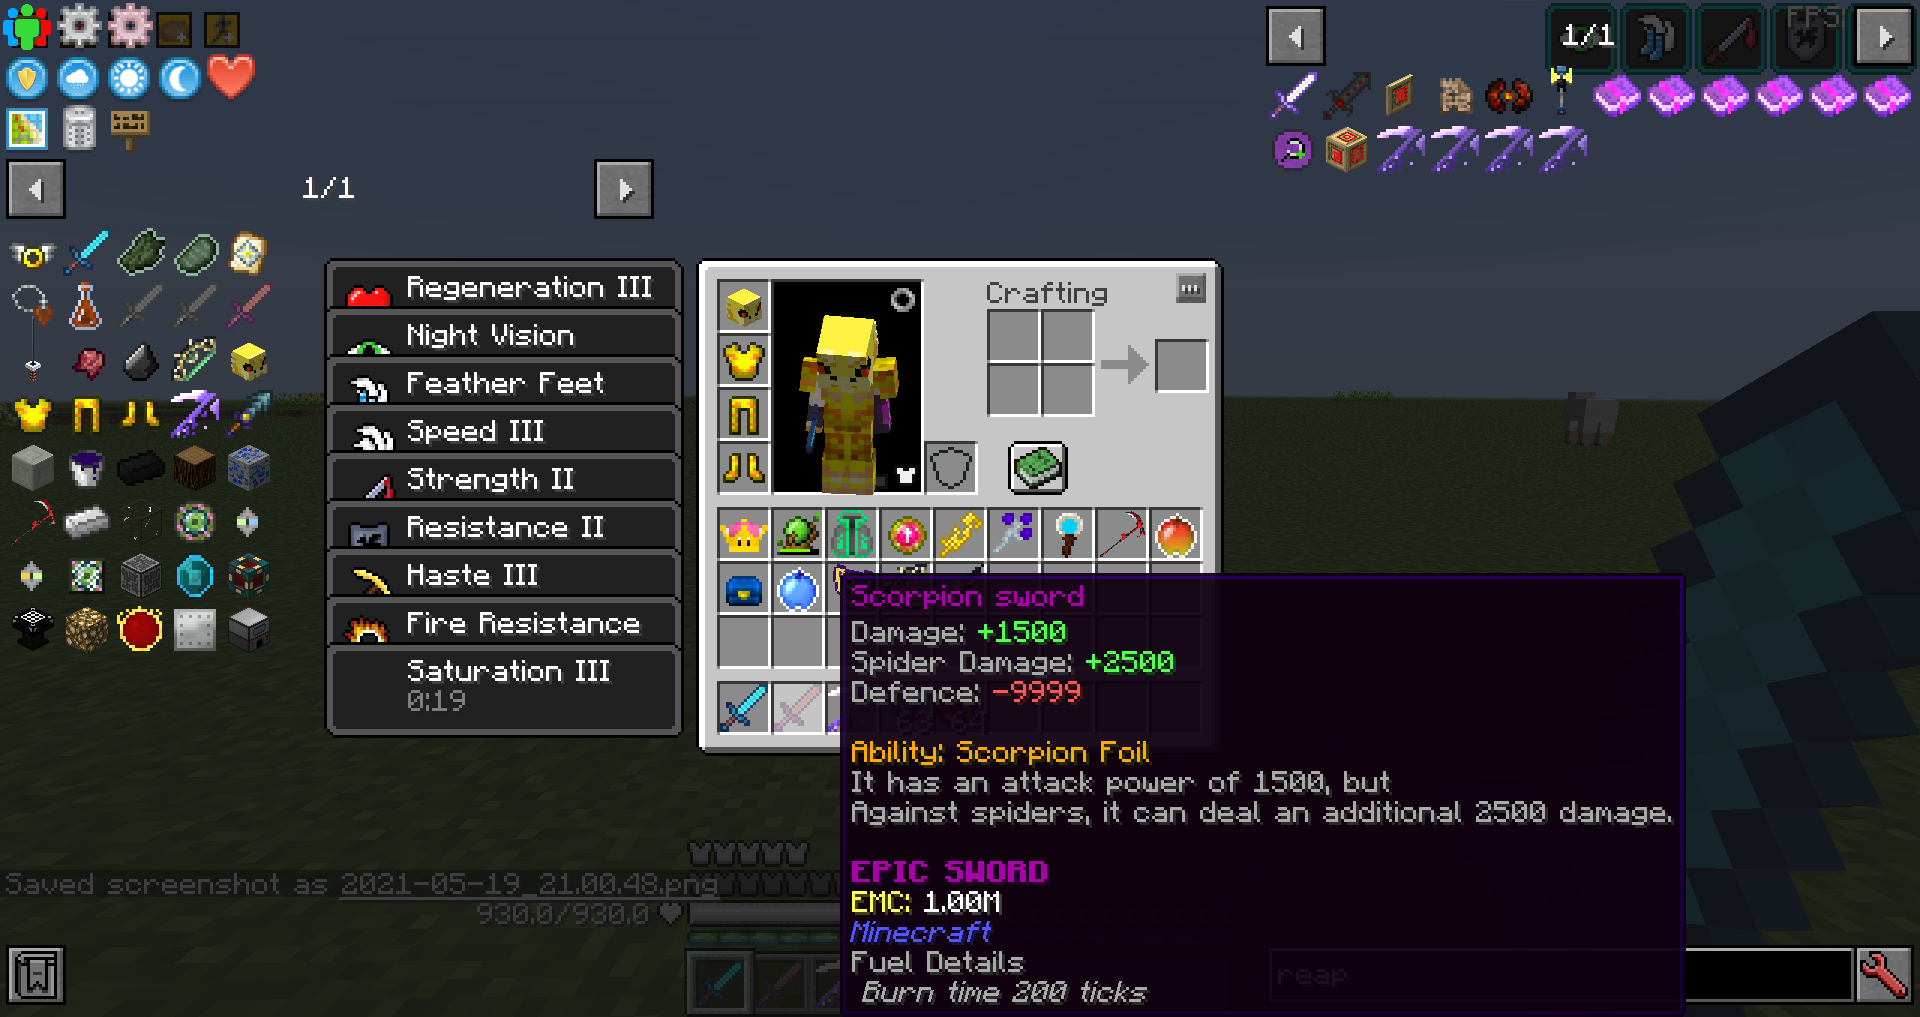 FPS
1/1
1/1
Regeneration III
Night Vision
Feather Feet
Speed III
Strength II
Resistance II
Haste III
Fire Resistance
Saturation III
0:19
Crafting
Scorpion sword
Damage: +1500
Spider Damage: +2500
Defence: -9999
Ability: Scorpion Foil
It has an attack power of 1500, but
Against spiders, it can deal an additional 2500 damage.
EPIC SWORD
EMC: 1.00M
Minecraft
Fuel Details
Burn time 200 ticks
Saved screenshot as 2021-05-19_21.00.48.png
930.0/930.0
reap